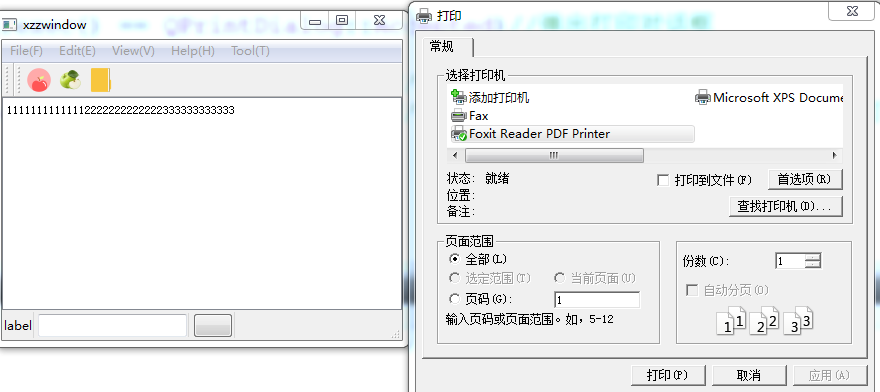 xzzwindow
File(F) Edit(E) View(V) Help(H) Tool(T)
1111111111111222222222222233333333333
label
打印
常规
选择打印机
添加打印机
Microsoft XPS Docume
Fax
Foxit Reader PDF Printer
状态: 就绪
打印到文件(F)
首选项(R)
位置:
备注:
查找打印机(D)...
页面范围
全部(L)
选定范围(T) 当前页面(U)
页码(G): 1
输入页码或页面范围。如，5-12
份数(C): 1
自动分页(O)
1 1 2 2 3 3
打印(P) 取消 应用(A)